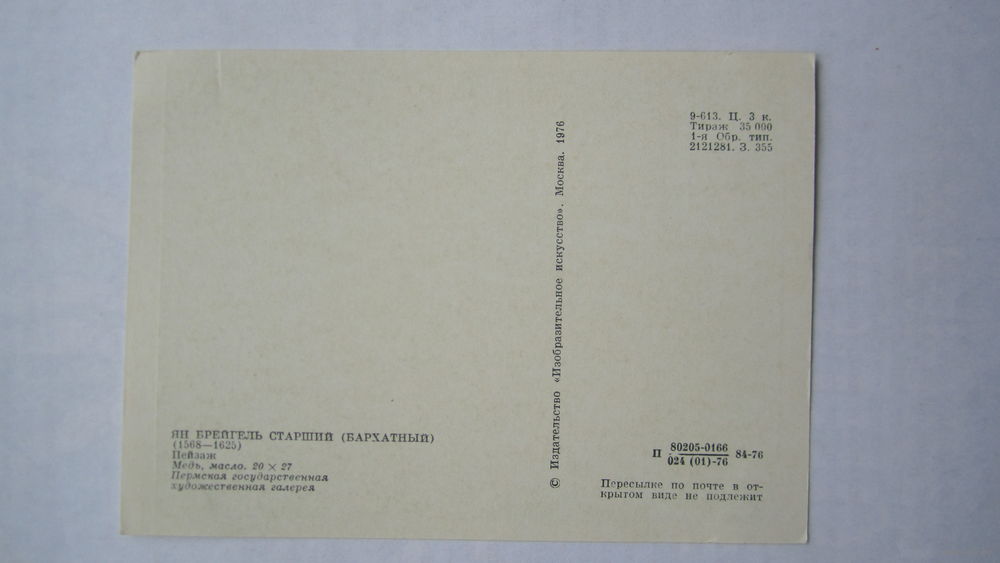 ЯН БРЕЙГЕЛЬ СТАРШИЙ (БАРХАТНЫЙ)
(1568—1625)
Пейзаж
Медь, масло. 20 × 27
Пермская государственная
художественная галерея
© Издательство «Изобразительное искусство». Москва. 1976
9-613. Ц. 3 к.
Тираж 35 000
1-я Обр. тип.
2121281. З. 355
П 80205-0166 84-76
024 (01)-76
Пересылке по почте в от-
крытом виде не подлежит